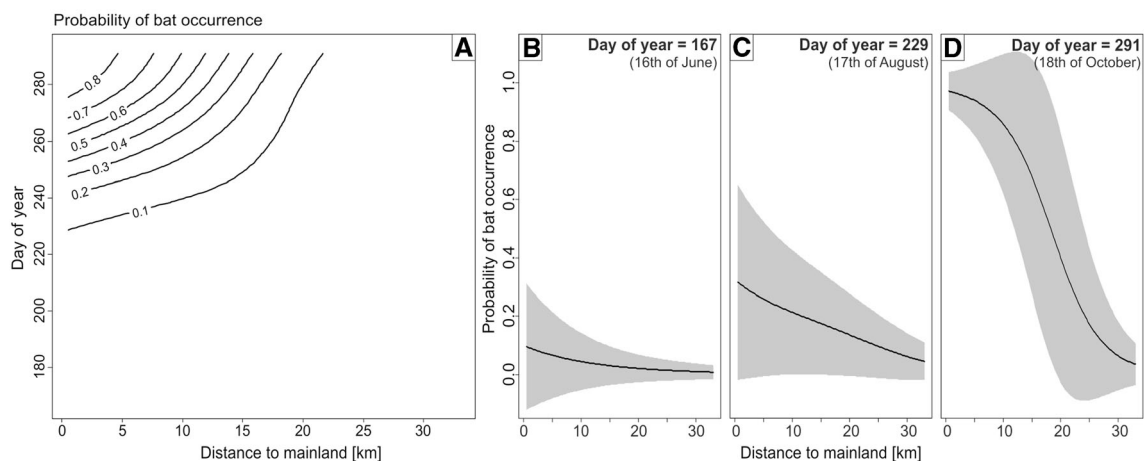 Probability of bat occurrence
A
Day of year
280
260
240
220
200
180
0.8
0.7
0.6
0.5
0.4
0.3
0.2
0.1
0 5 10 15 20 25 30
Distance to mainland [km]
B
Day of year = 167
(16th of June)
Probability of bat occurrence
1.0
0.8
0.6
0.4
0.2
0.0
0 10 20 30
C
Day of year = 229
(17th of August)
0 10 20 30
D
Day of year = 291
(18th of October)
0 10 20 30
Distance to mainland [km]